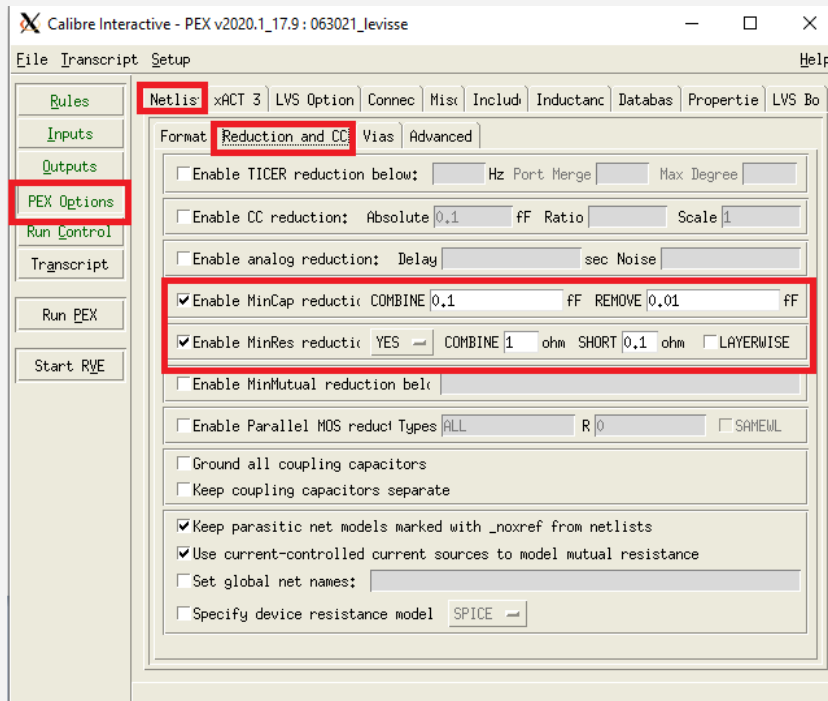 Calibre Interactive - PEX v2020.1_17.9 : 063021_levisse
File Transcript Setup Help
Rules
Inputs
Outputs
PEX Options
Run Control
Transcript
Run PEX
Start RVE
Netlis xACT 3 LVS Option Connec Misc Includ Inductanc Databas Propertie LVS Bo
Format Reduction and CC Vias Advanced
Enable TICER reduction below: Hz Port Merge Max Degree
Enable CC reduction: Absolute 0.1 fF Ratio Scale 1
Enable analog reduction: Delay sec Noise
Enable MinCap reductic COMBINE 0.1 fF REMOVE 0.01 fF
Enable MinRes reductic YES COMBINE 1 ohm SHORT 0.1 ohm LAYERWISE
Enable MinMutual reduction belc
Enable Parallel MOS reduct Types ALL R 0 SAMEWL
Ground all coupling capacitors
Keep coupling capacitors separate
Keep parasitic net models marked with _noxref from netlists
Use current-controlled current sources to model mutual resistance
Set global net names:
Specify device resistance model SPICE